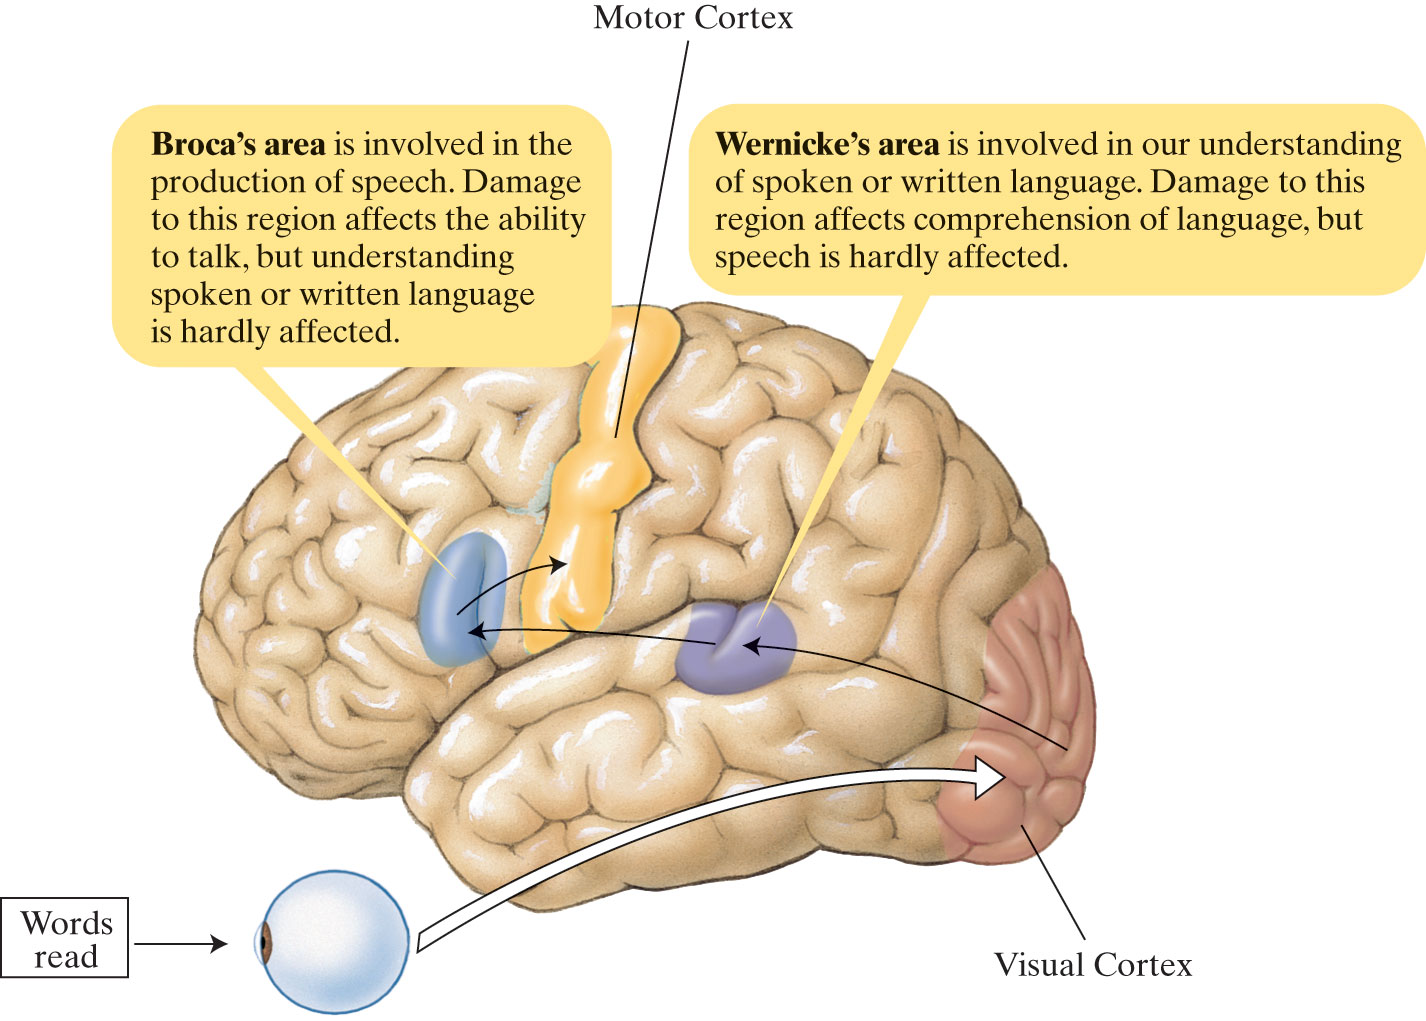 Motor Cortex
Broca’s area is involved in the
production of speech. Damage
to this region affects the ability
to talk, but understanding
spoken or written language
is hardly affected.
Wernicke’s area is involved in our understanding
of spoken or written language. Damage to this
region affects comprehension of language, but
speech is hardly affected.
Words
read
Visual Cortex